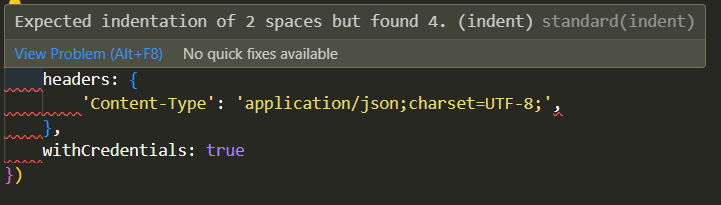 Expected indentation of 2 spaces but found 4. (indent) standard(indent)
View Problem (Alt+F8) No quick fixes available
headers: {
'Content-Type': 'application/json;charset=UTF-8;',
},
withCredentials: true
})